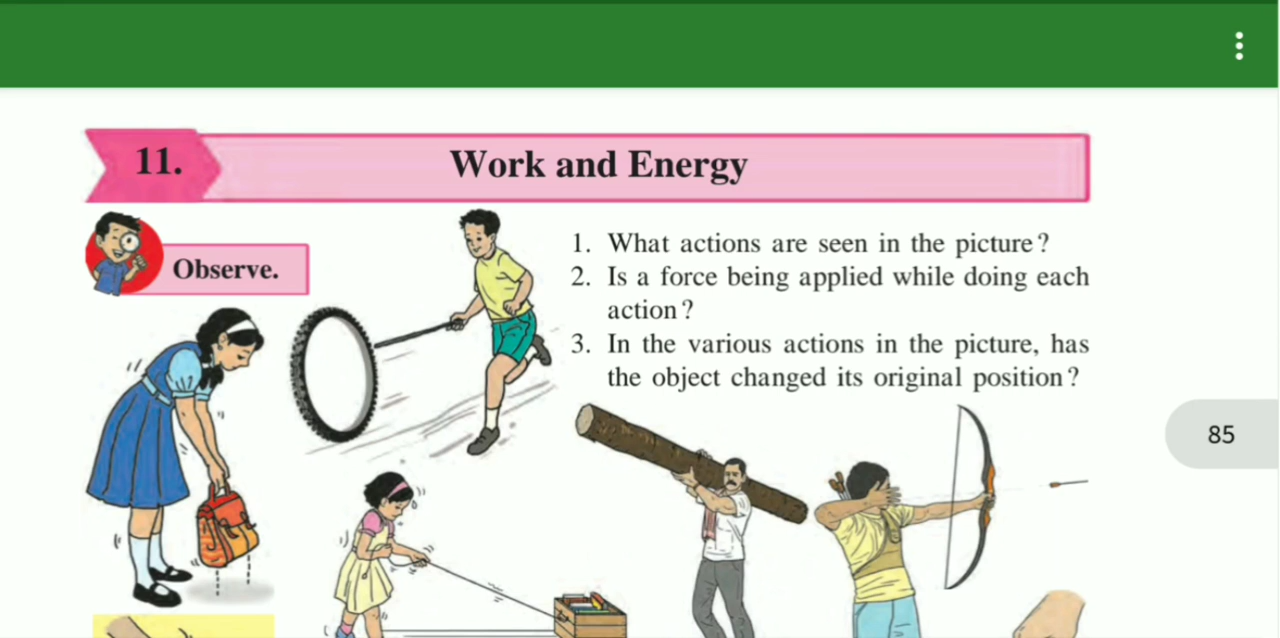 11.
Work and Energy
Observe.
1. What actions are seen in the picture?
2. Is a force being applied while doing each
action?
3. In the various actions in the picture, has
the object changed its original position?
85